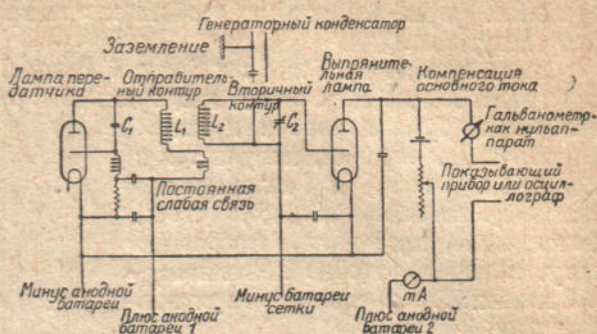 Генераторный конденсатор
Заземление
Лампа пере-
датчика
Отправитель-
ный контур
Вторичный
контур
Выпрями-
тельная
лампа
Компенсация
основного тока
Гальванометр
как нульап-
парат
C₁
L₁
L₂
C₂
Показывающий
прибор или осцил-
лограф
Постоянная
слабая связь
Минус анодной
батареи
Плюс анодной
батареи 1
Минус батареи
сетки
mA
Плюс анодной
батареи 2